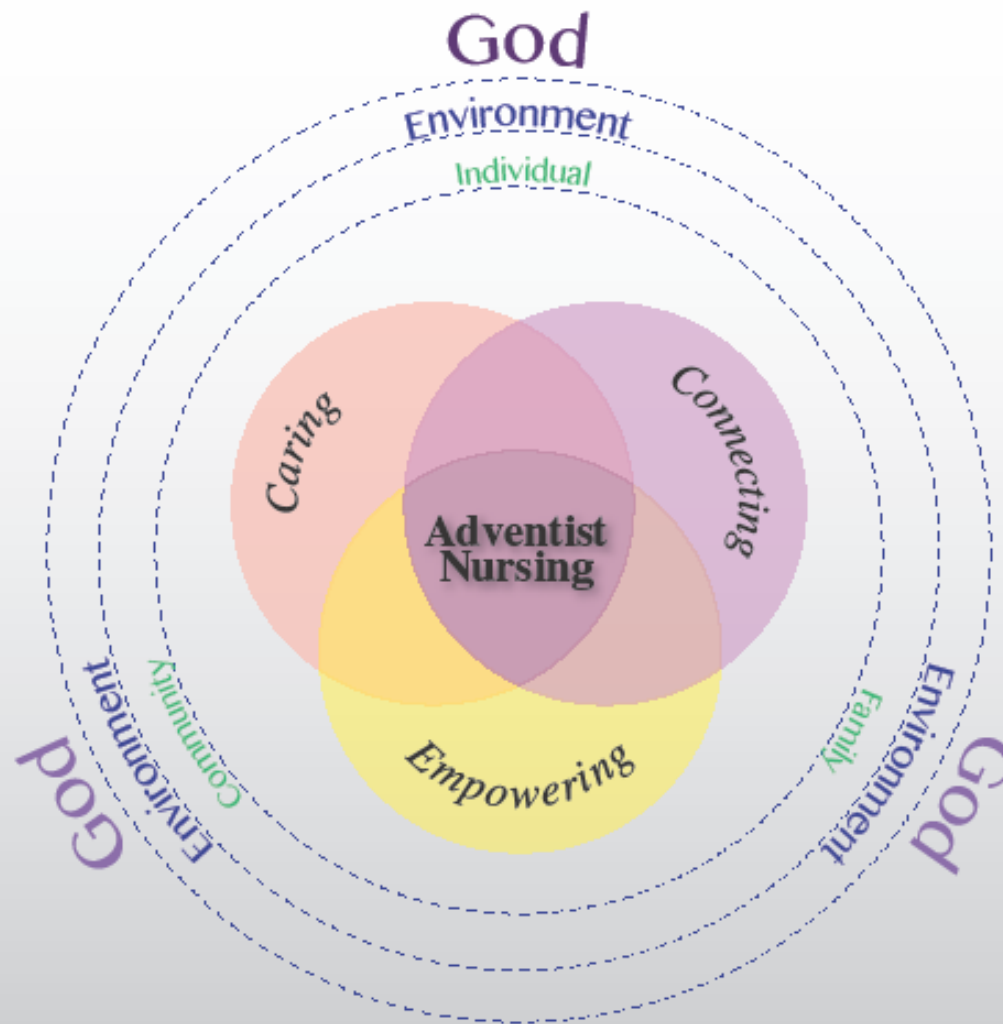 God
Environment
Individual
Caring
Connecting
Adventist
Nursing
Empowering
Community
Environment
God
Family
Environment
God